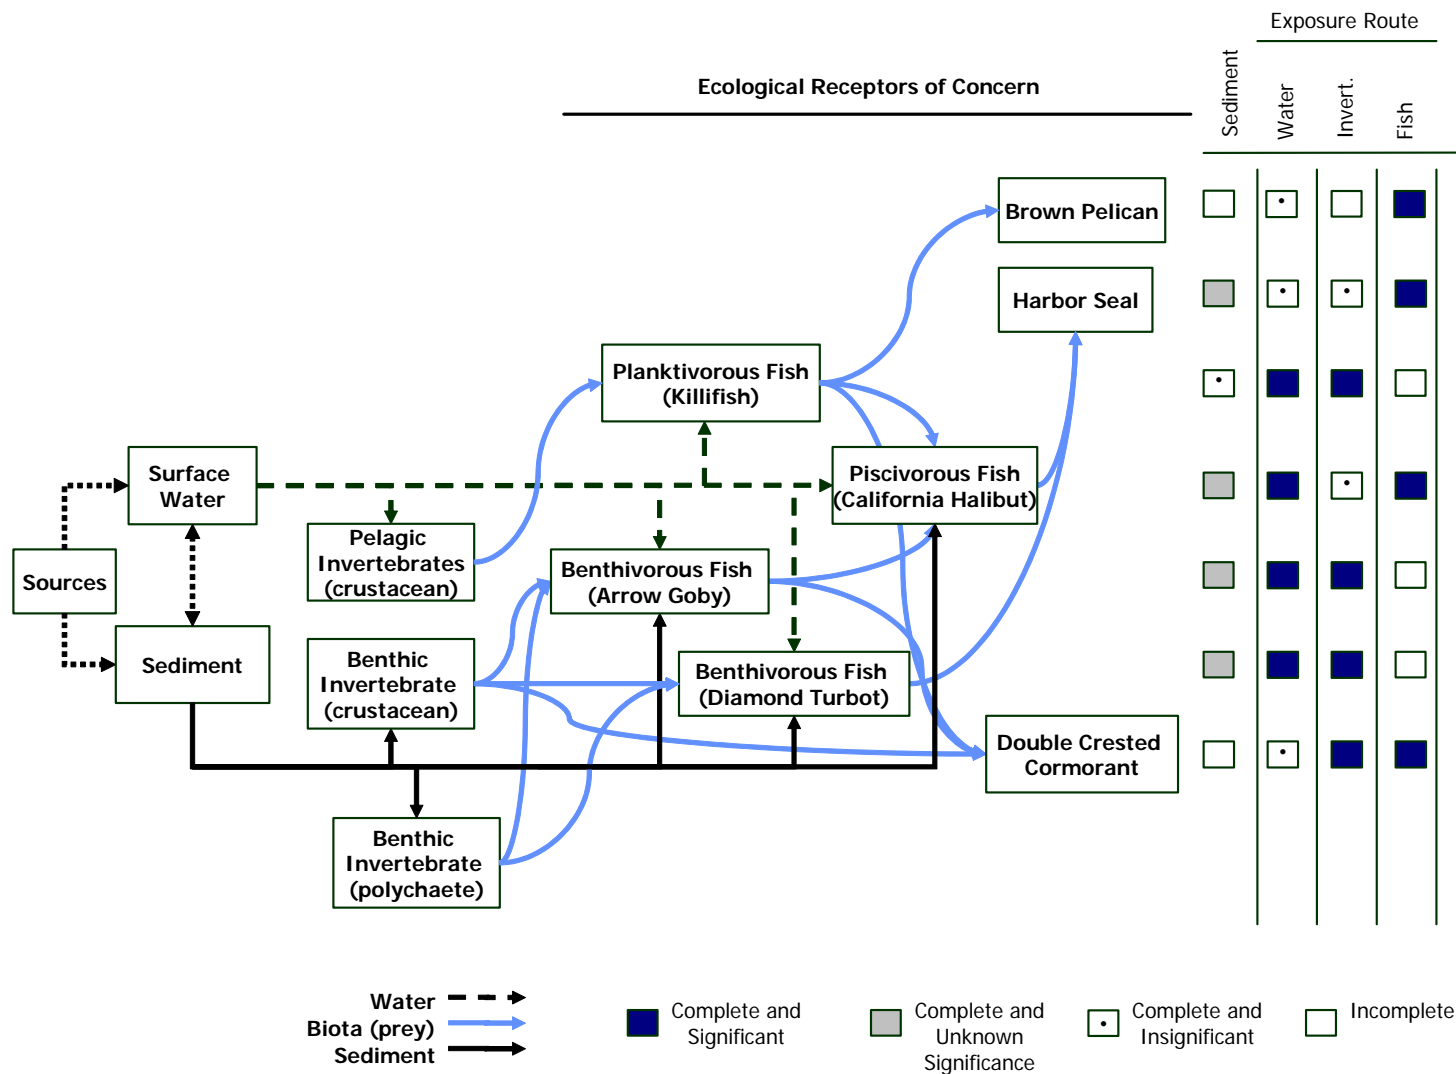 Exposure Route
Ecological Receptors of Concern
Sediment
Water
Invert.
Fish
Brown Pelican
Harbor Seal
Planktivorous Fish
(Killifish)
Surface
Water
Piscivorous Fish
(California Halibut)
Pelagic
Invertebrates
(crustacean)
Sources
Benthivorous Fish
(Arrow Goby)
Sediment
Benthic
Invertebrate
(crustacean)
Benthivorous Fish
(Diamond Turbot)
Double Crested
Cormorant
Benthic
Invertebrate
(polychaete)
Water
Biota (prey)
Sediment
Complete and
Significant
Complete and
Unknown
Significance
Complete and
Insignificant
Incomplete